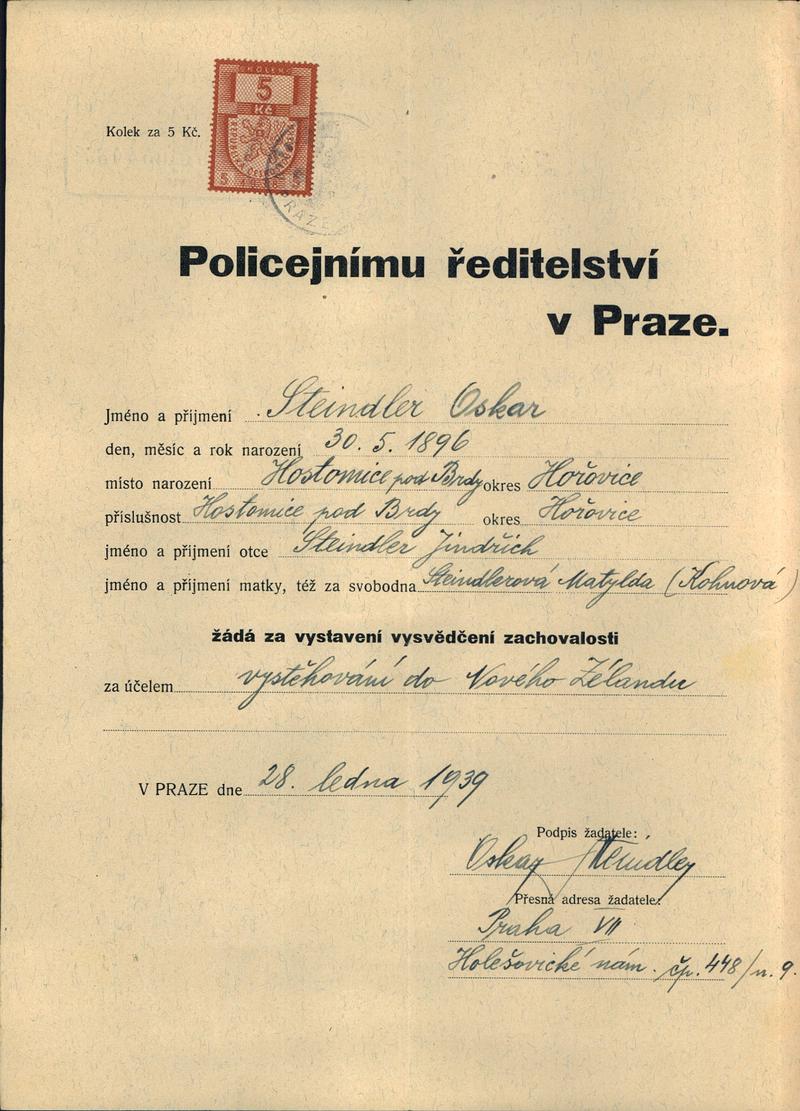 KOLEK
5
Kč
Kolek za 5 Kč.
5 5
PRAZE
Policejnímu ředitelství
v Praze.
Jméno a příjmení Steindler Oskar
den, měsíc a rok narození 30. 5. 1896
místo narození Hostomice pod Brdy okres Hořovice
příslušnost Hostomice pod Brdy okres Hořovice
jméno a příjmení otce Steindler Jindřich
jméno a příjmení matky, též za svobodna Steindlerová Matylda (Kohnová)
žádá za vystavení vysvědčení zachovalosti
za účelem vystěhování do Nového Zélandu
V PRAZE dne 28. ledna 1939
Podpis žadatele:
Oskar Steindler
Přesná adresa žadatele:
Praha VII
Holešovické nám. čp. 448/n. 9.